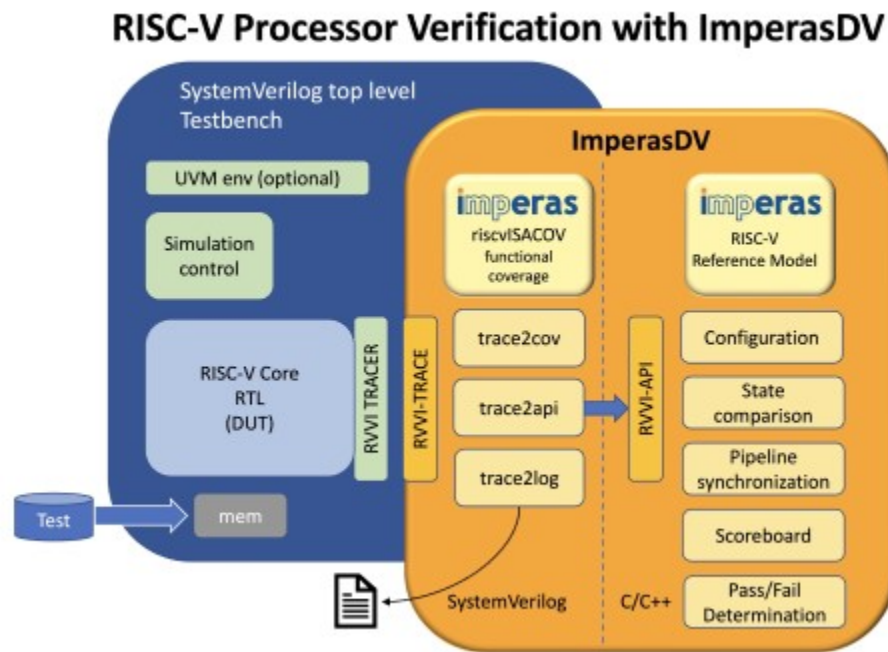 RISC-V Processor Verification with ImperasDV
SystemVerilog top level
Testbench
UVM env (optional)
Simulation
control
RISC-V Core
RTL
(DUT)
RVVI TRACER
Test
mem
ImperasDV
imperas
riscvISACOV
functional
coverage
RVVI-TRACE
trace2cov
trace2api
trace2log
SystemVerilog
imperas
RISC-V
Reference Model
RVVI-API
Configuration
State
comparison
Pipeline
synchronization
Scoreboard
Pass/Fail
Determination
C/C++